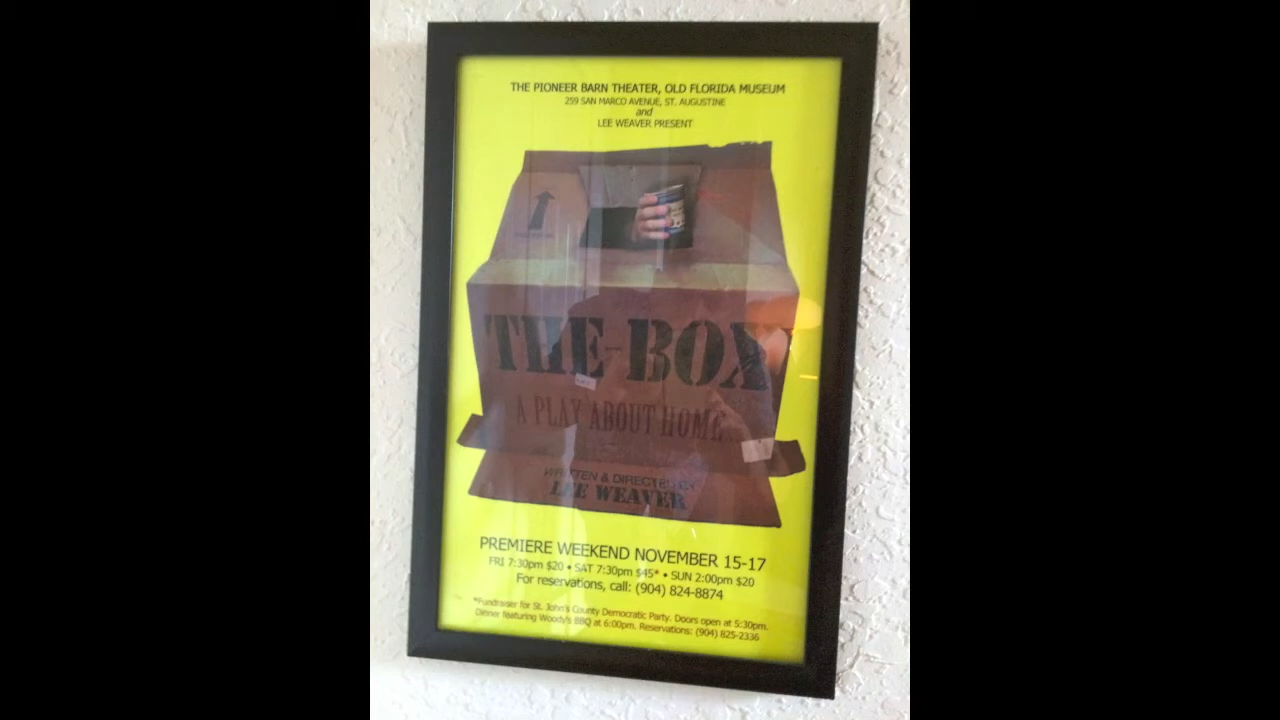 THE PIONEER BARN THEATER, OLD FLORIDA MUSEUM
259 SAN MARCO AVENUE, ST. AUGUSTINE
and
LEE WEAVER PRESENT
THE BOX
A PLAY ABOUT HOME
WRITTEN & DIRECTED BY
LEE WEAVER
PREMIERE WEEKEND NOVEMBER 15-17
FRI 7:30pm $20 • SAT 7:30pm $45* • SUN 2:00pm $20
For reservations, call: (904) 824-8874
*Fundraiser for St. John's County Democratic Party. Doors open at 5:30pm.
Dinner featuring Woody's BBQ at 6:00pm. Reservations: (904) 825-2336